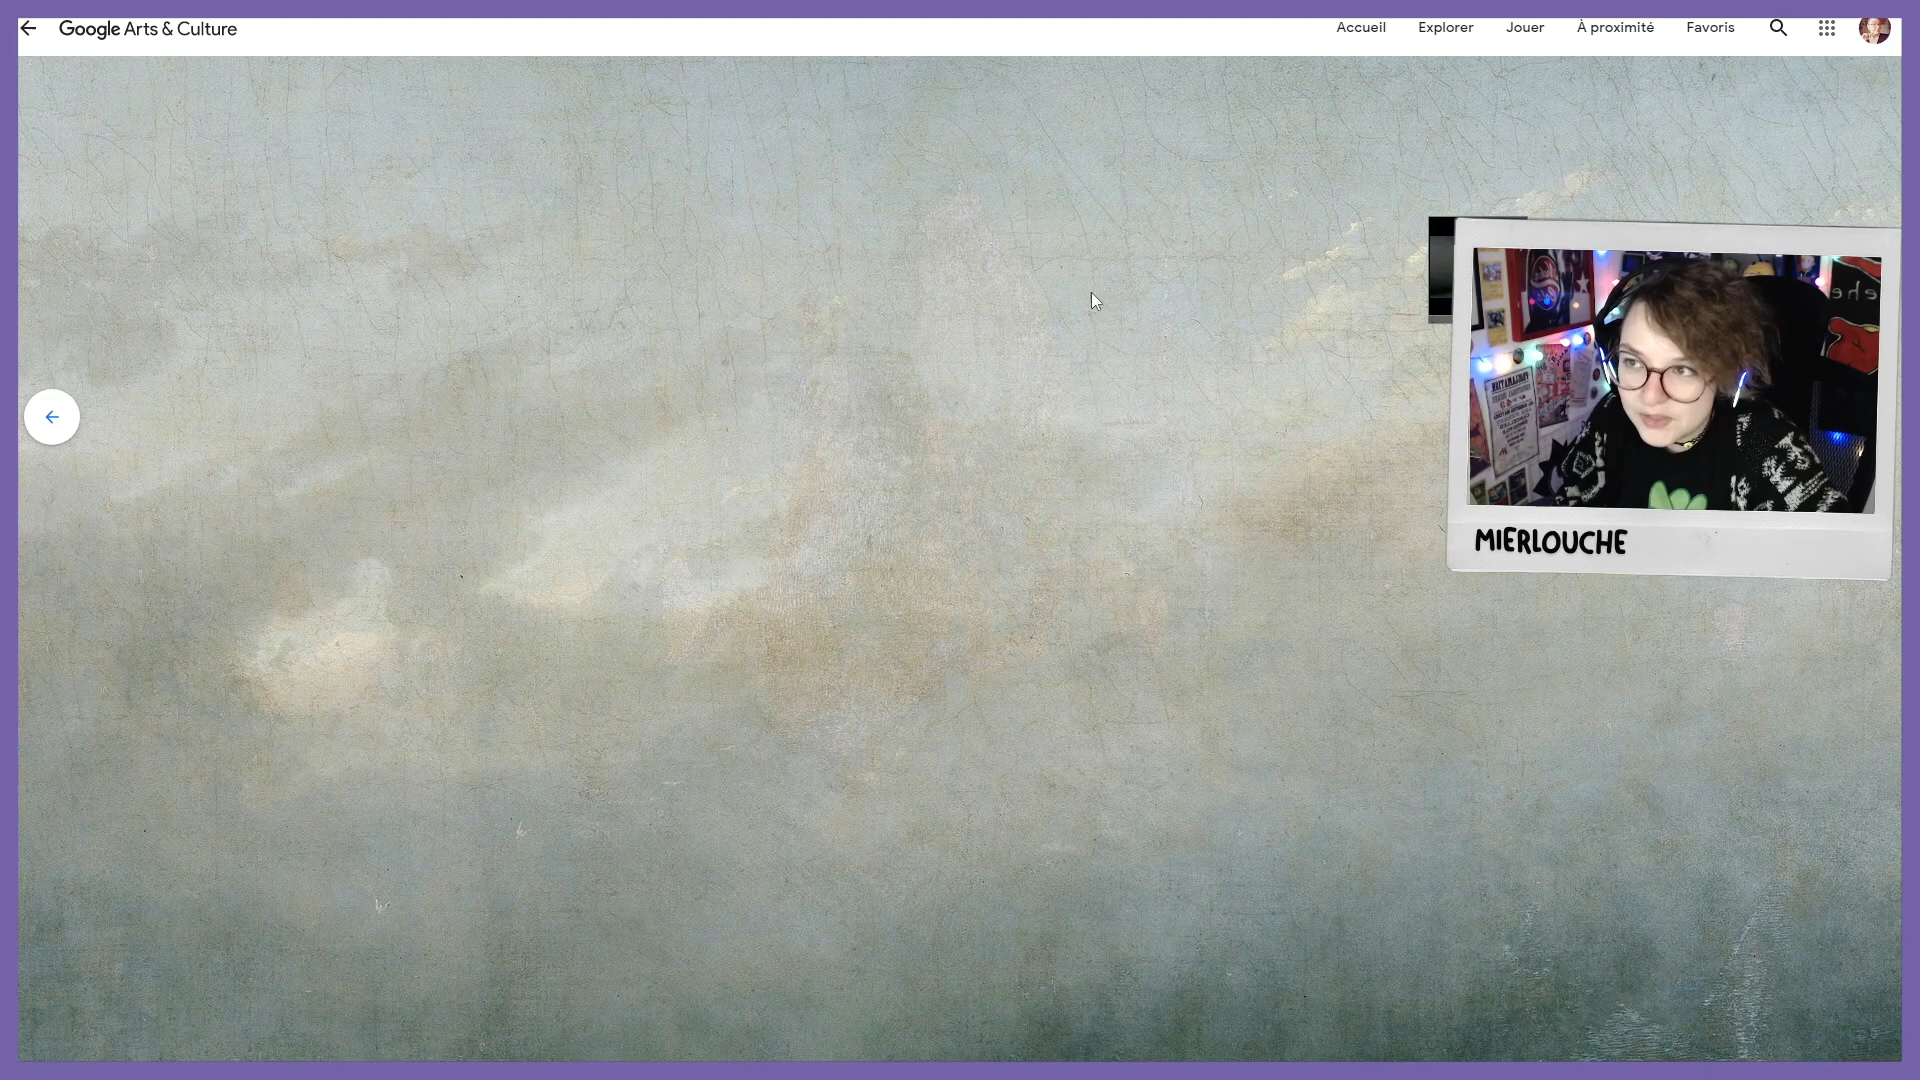 Google Arts & Culture
Accueil
Explorer
Jouer
À proximité
Favoris
MIERLOUCHE